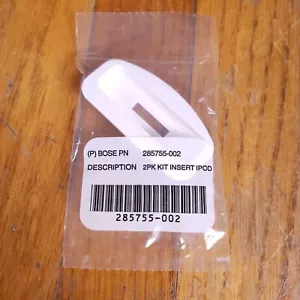 (P) BOSE PN 285755-002
DESCRIPTION 2PK KIT INSERT IPOD
285755-002